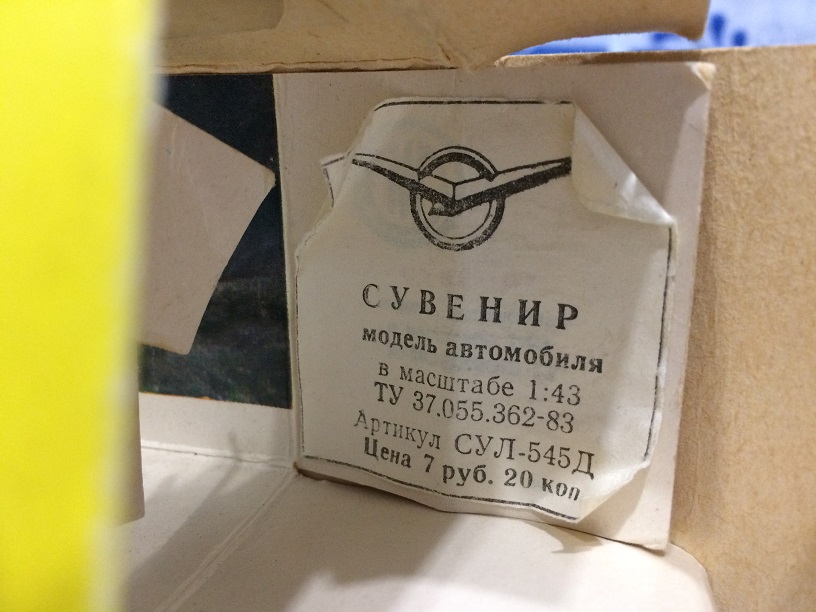 СУВЕНИР
модель автомобиля
в масштабе 1:43
ТУ 37.055.362-83
Артикул СУЛ-545Д
Цена 7 руб. 20 коп